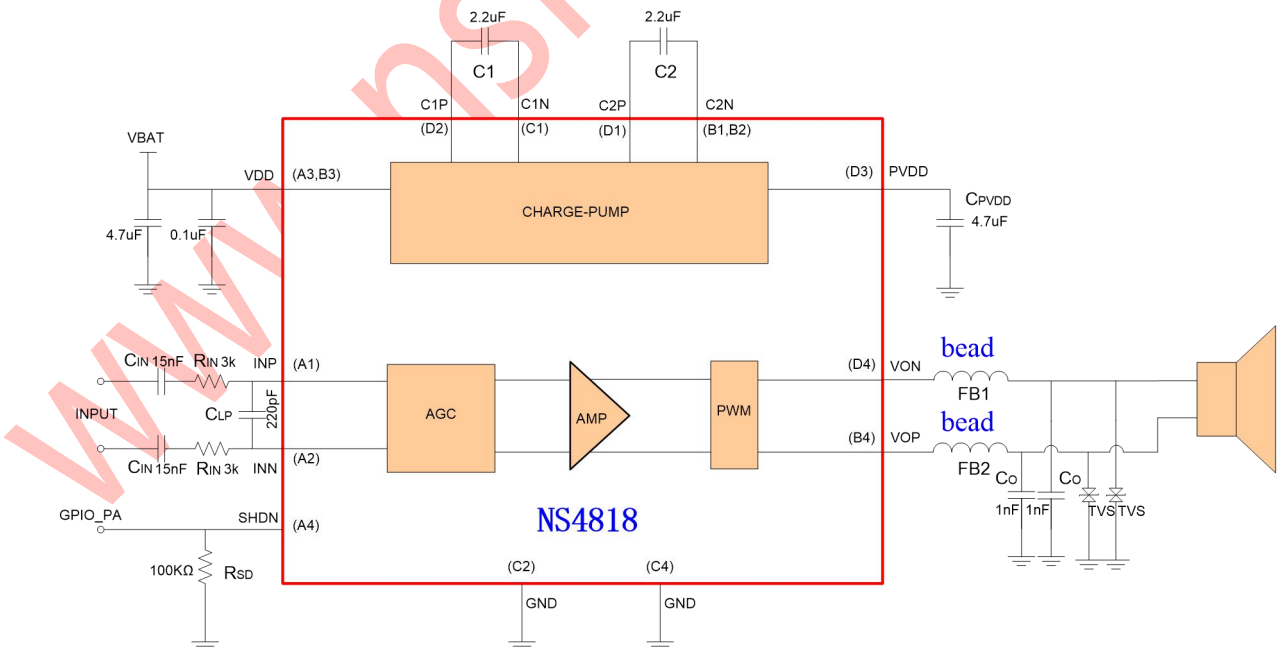 2.2uF
2.2uF
C1
C2
C1P
C1N
C2P
C2N
(D2)
(C1)
(D1)
(B1,B2)
VBAT
VDD
(A3,B3)
(D3)
PVDD
CHARGE-PUMP
CPVDD
4.7uF
4.7uF
0.1uF
CIN 15nF
RIN 3k
INP
(A1)
INPUT
CLP
220pF
CIN 15nF
RIN 3k
INN
(A2)
AGC
AMP
PWM
(D4)
VON
bead
FB1
(B4)
VOP
bead
FB2
CO
CO
1nF
1nF
TVS
TVS
GPIO_PA
SHDN
(A4)
NS4818
100KΩ
RSD
(C2)
(C4)
GND
GND